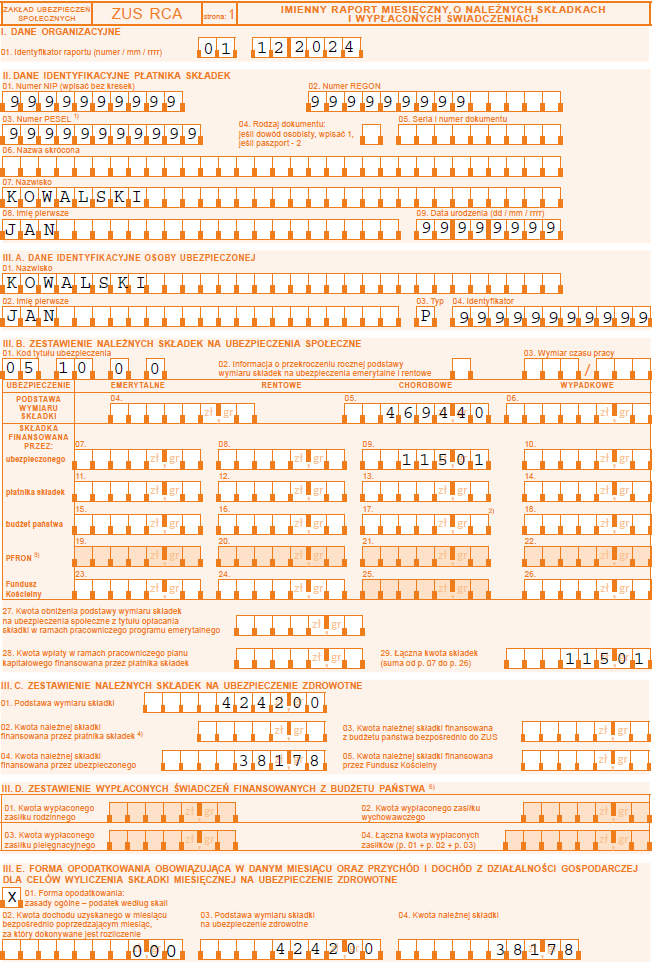 ZAKŁAD UBEZPIECZEŃ SPOŁECZNYCH
ZUS RCA
strona: 1
IMIENNY RAPORT MIESIĘCZNY O NALEŻNYCH SKŁADKACH
I WYPŁACONYCH ŚWIADCZENIACH
I. DANE ORGANIZACYJNE
01. Identyfikator raportu (numer / mm / rrrr)
01 122024
II. DANE IDENTYFIKACYJNE PŁATNIKA SKŁADEK
01. Numer NIP (wpisać bez kresek) 02. Numer REGON
9999999999 999999999
03. Numer PESEL 1) 04. Rodzaj dokumentu: jeśli dowód osobisty, wpisać 1, jeśli paszport - 2 05. Seria i numer dokumentu
99999999999
06. Nazwa skrócona
07. Nazwisko
KOWALSKI
08. Imię pierwsze 09. Data urodzenia (dd / mm / rrrr)
JAN 99999999
III. A. DANE IDENTYFIKACYJNE OSOBY UBEZPIECZONEJ
01. Nazwisko
KOWALSKI
02. Imię pierwsze 03. Typ 04. Identyfikator
JAN P 99999999999
III. B. ZESTAWIENIE NALEŻNYCH SKŁADEK NA UBEZPIECZENIA SPOŁECZNE
01. Kod tytułu ubezpieczenia 02. Informacja o przekroczeniu rocznej podstawy wymiaru składek na ubezpieczenia emerytalne i rentowe 03. Wymiar czasu pracy
05 10 0 0 /
UBEZPIECZENIE EMERYTALNE RENTOWE CHOROBOWE WYPADKOWE
PODSTAWA WYMIARU SKŁADKI 04. zł, gr 05. 469440 06. zł, gr
SKŁADKA FINANSOWANA PRZEZ:
ubezpieczonego 07. zł, gr 08. zł, gr 09. 11501 10. zł, gr
płatnika składek 11. zł, gr 12. zł, gr 13. zł, gr 14. zł, gr
budżet państwa 15. zł, gr 16. zł, gr 17. zł, gr 2) 18. zł, gr
PFRON 3) 19. zł, gr 20. zł, gr 21. zł, gr 22. zł, gr
Fundusz Kościelny 23. zł, gr 24. zł, gr 25. zł, gr 26. zł, gr
27. Kwota obniżenia podstawy wymiaru składek
na ubezpieczenia społeczne z tytułu opłacania
składki w ramach pracowniczego programu emerytalnego zł, gr
28. Kwota wpłaty w ramach pracowniczego planu kapitałowego finansowana przez płatnika składek zł, gr
29. Łączna kwota składek (suma od p. 07 do p. 26) 11501
III. C. ZESTAWIENIE NALEŻNYCH SKŁADEK NA UBEZPIECZENIE ZDROWOTNE
01. Podstawa wymiaru składki 424200
02. Kwota należnej składki finansowana przez płatnika składek 4) zł, gr
03. Kwota należnej składki finansowana z budżetu państwa bezpośrednio do ZUS zł, gr
04. Kwota należnej składki finansowana przez ubezpieczonego 38178
05. Kwota należnej składki finansowana przez Fundusz Kościelny zł, gr
III. D. ZESTAWIENIE WYPŁACONYCH ŚWIADCZEŃ FINANSOWANYCH Z BUDŻETU PAŃSTWA 5)
01. Kwota wypłaconego zasiłku rodzinnego zł, gr
02. Kwota wypłaconego zasiłku wychowawczego zł, gr
03. Kwota wypłaconego zasiłku pielęgnacyjnego zł, gr
04. Łączna kwota wypłaconych zasiłków (p. 01 + p. 02 + p. 03) zł, gr
III. E. FORMA OPODATKOWANIA OBOWIĄZUJĄCA W DANYM MIESIĄCU ORAZ PRZYCHÓD I DOCHÓD Z DZIAŁALNOŚCI GOSPODARCZEJ
DLA CELÓW WYLICZENIA SKŁADKI MIESIĘCZNEJ NA UBEZPIECZENIE ZDROWOTNE
X 01. Forma opodatkowania:
zasady ogólne – podatek według skali
02. Kwota dochodu uzyskanego w miesiącu bezpośrednio poprzedzającym miesiąc, za który dokonywane jest rozliczenie
03. Podstawa wymiaru składki na ubezpieczenie zdrowotne
04. Kwota należnej składki
000 424200 38178